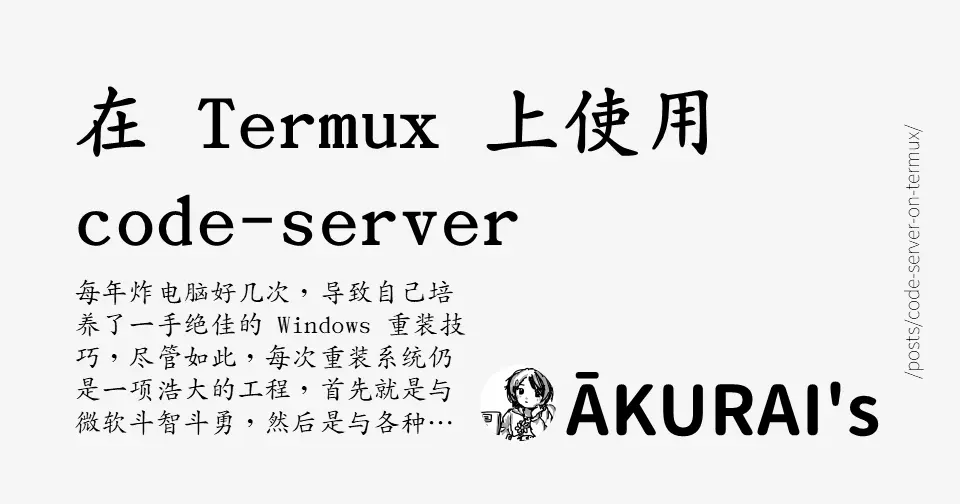 在 Termux 上使用
code-server
每年炸电脑好几次，导致自己培
养了一手绝佳的 Windows 重装技
巧，尽管如此，每次重装系统仍
是一项浩大的工程，首先就是与
微软斗智斗勇，然后是与各种…
ĀKURAI's
/posts/code-server-on-termux/